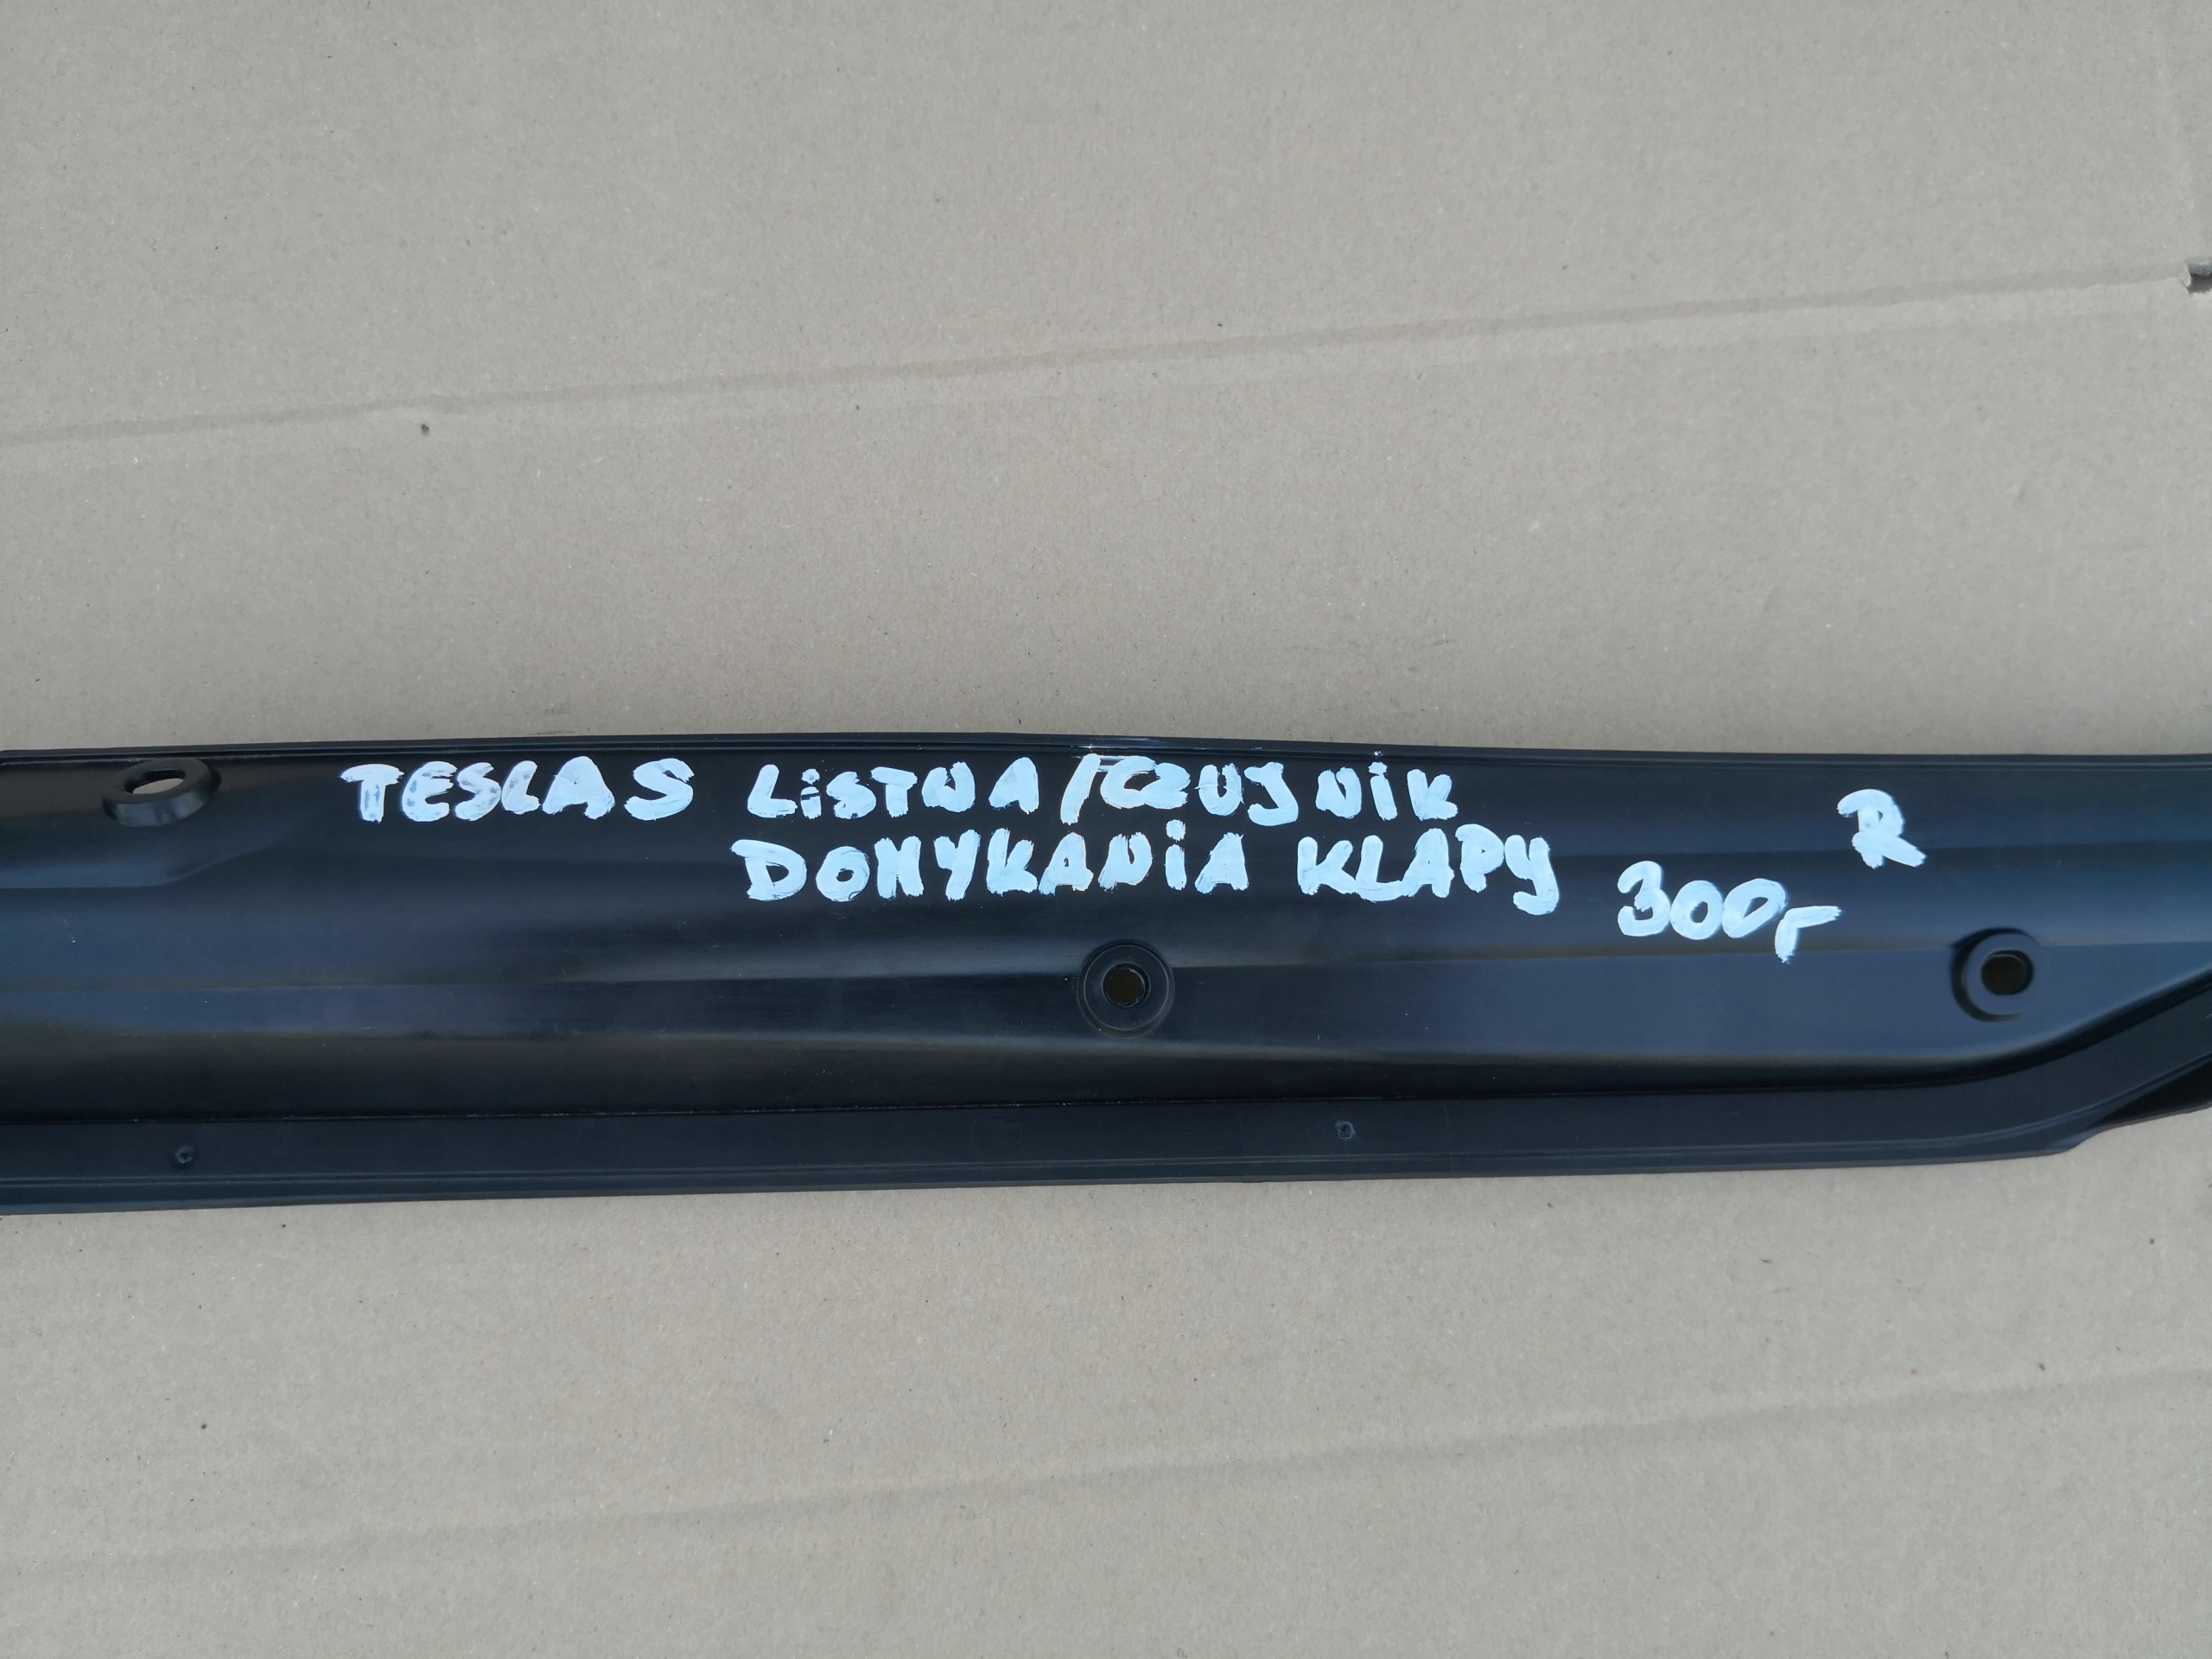 TESLA S LiSTWA/CZUJNiK R
DOMYKANiA KLAPY 300,-